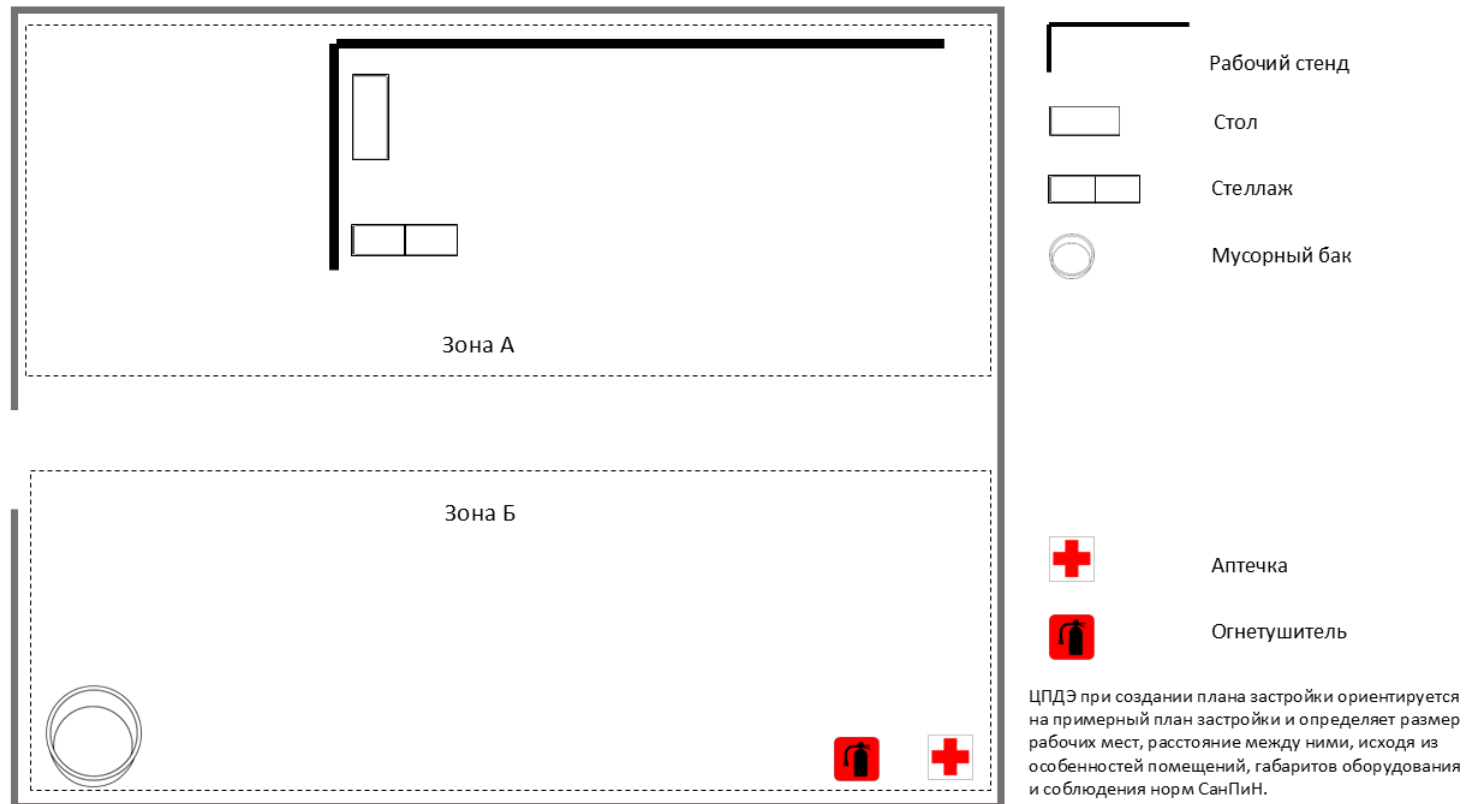 Зона А
Зона Б
Рабочий стенд
Стол
Стеллаж
Мусорный бак
Аптечка
Огнетушитель
ЦПДЭ при создании плана застройки ориентируется
на примерный план застройки и определяет размер
рабочих мест, расстояние между ними, исходя из
особенностей помещений, габаритов оборудования
и соблюдения норм СанПиН.